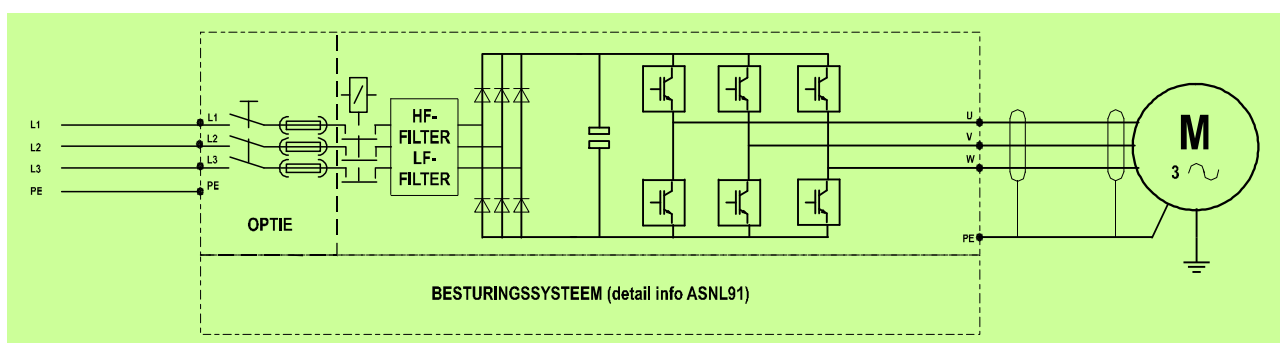 L1
L2
L3
PE
L1
L2
L3
PE
OPTIE
HF-
FILTER
LF-
FILTER
U
V
W
PE
M
3
BESTURINGSSYSTEEM (detail info ASNL91)